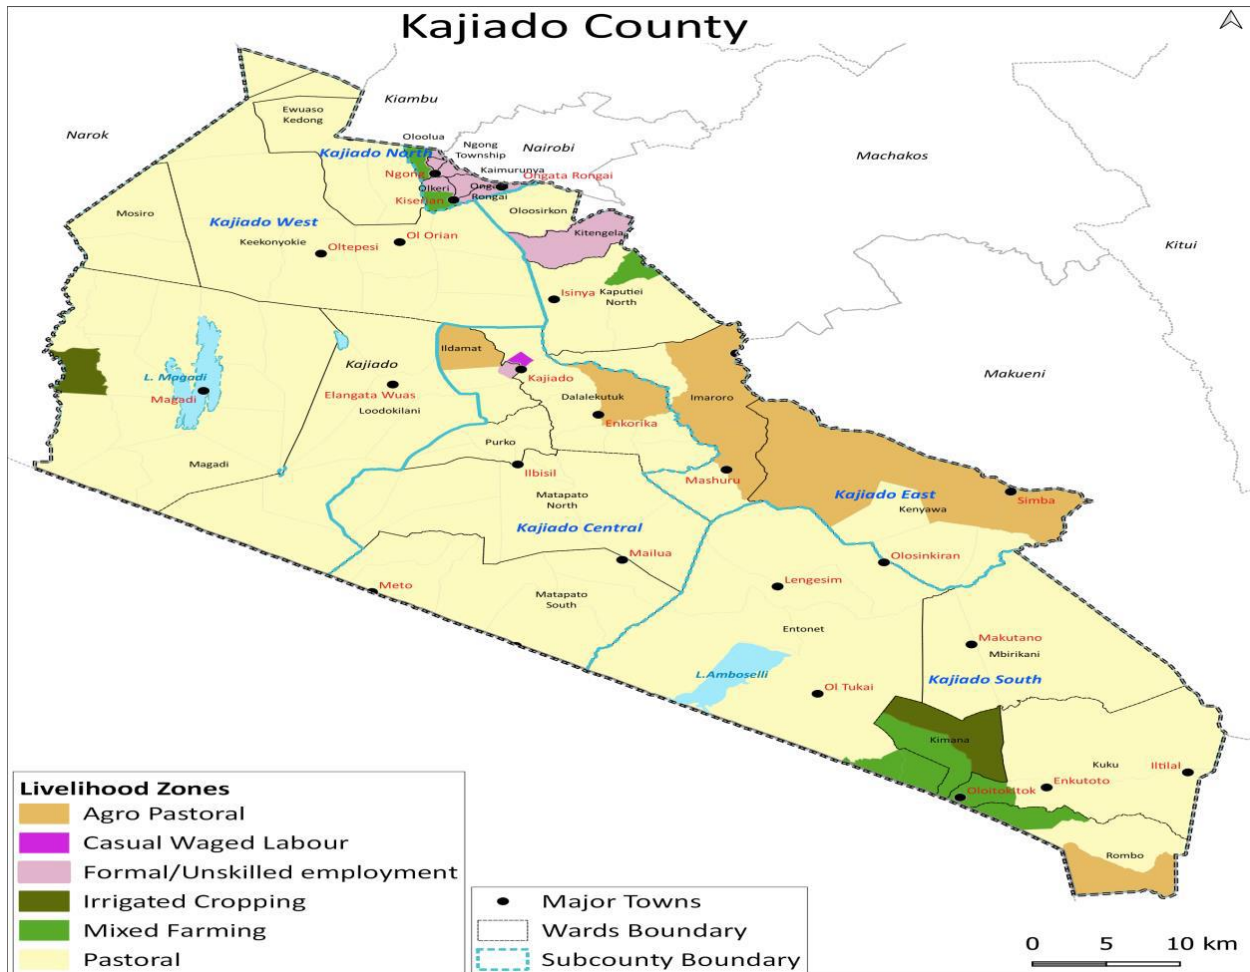 Kajiado County
Kiambu
Narok
Ewuaso
Kedong
Oloolua
Ngong
Township
Nairobi
Machakos
Kajiado North
Kaimurunya
Ngong
Ongata Rongai
Olkeri
Rongai
Kiserian
Mosiro
Oloosirkon
Kajiado West
Kitengela
Keekonyokie
Oltepesi
Ol Orian
Kitui
Isinya
Kaputiei
North
Ildamat
Kajiado
Kajiado
L. Magadi
Magadi
Elangata Wuas
Loodokilani
Dalalekutuk
Imaroro
Makueni
Enkorika
Purko
Magadi
Ilbisil
Mashuru
Matapato
North
Kajiado East
Kenyawa
Simba
Kajiado Central
Mailua
Olosinkiran
Meto
Matapato
South
Lengesim
Entonet
Makutano
Mbirikani
L.Amboselli
Ol Tukai
Kajiado South
Kimana
Kuku
Iltilal
Enkutoto
Oloitokitok
Rombo
Livelihood Zones
Agro Pastoral
Casual Waged Labour
Formal/Unskilled employment
Irrigated Cropping
Mixed Farming
Pastoral
Major Towns
Wards Boundary
Subcounty Boundary
0 5 10 km